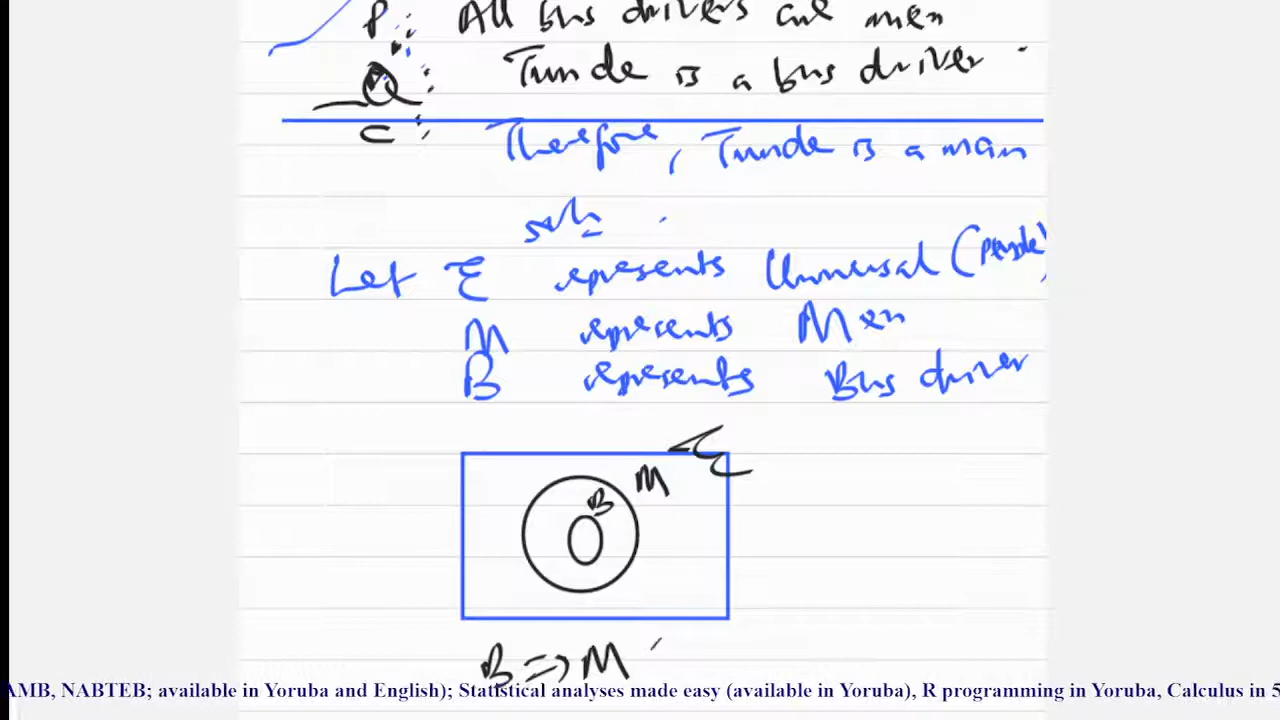 P : All bus drivers are men
Q : Tunde is a bus driver
C : Therefore, Tunde is a man
soln
Let ℰ represents Universal (People)
M represents Men
B represents Bus driver
ℰ
M
B
B => M
AMB, NABTEB; available in Yoruba and English); Statistical analyses made easy (available in Yoruba), R programming in Yoruba, Calculus in 5